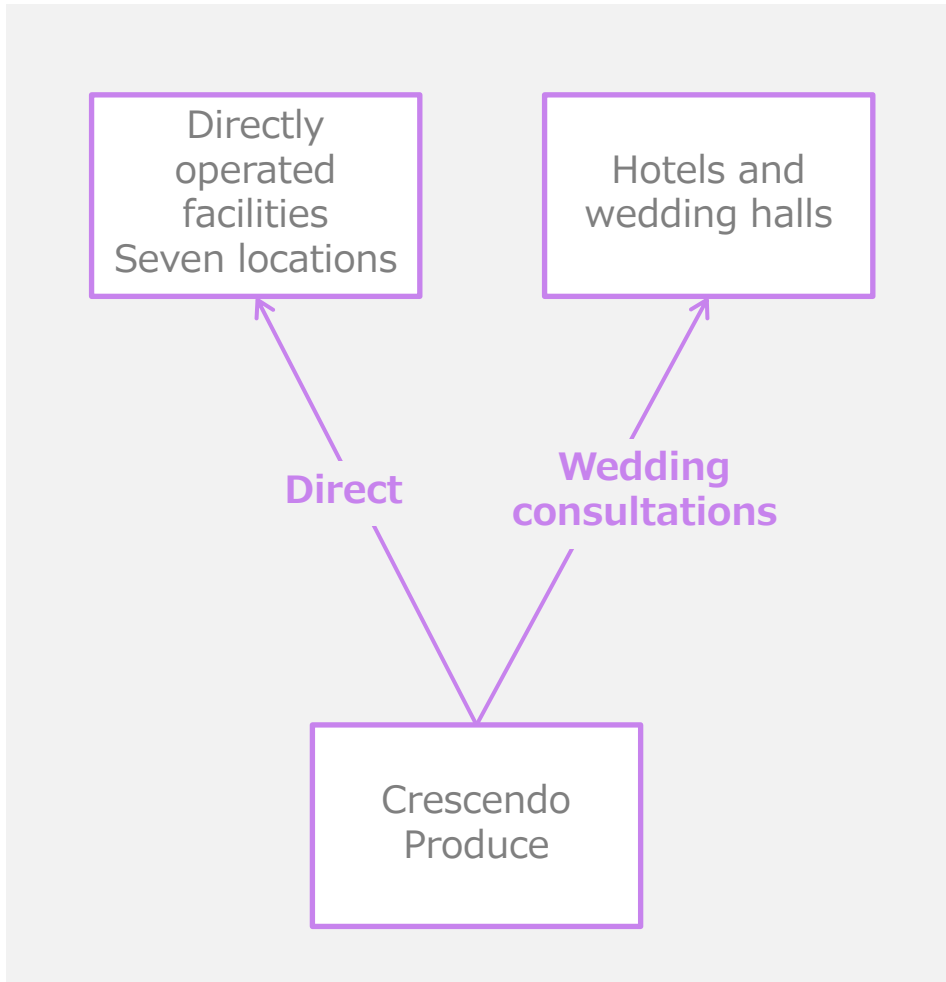 Directly
operated
facilities
Seven locations
Hotels and
wedding halls
Direct
Wedding
consultations
Crescendo
Produce